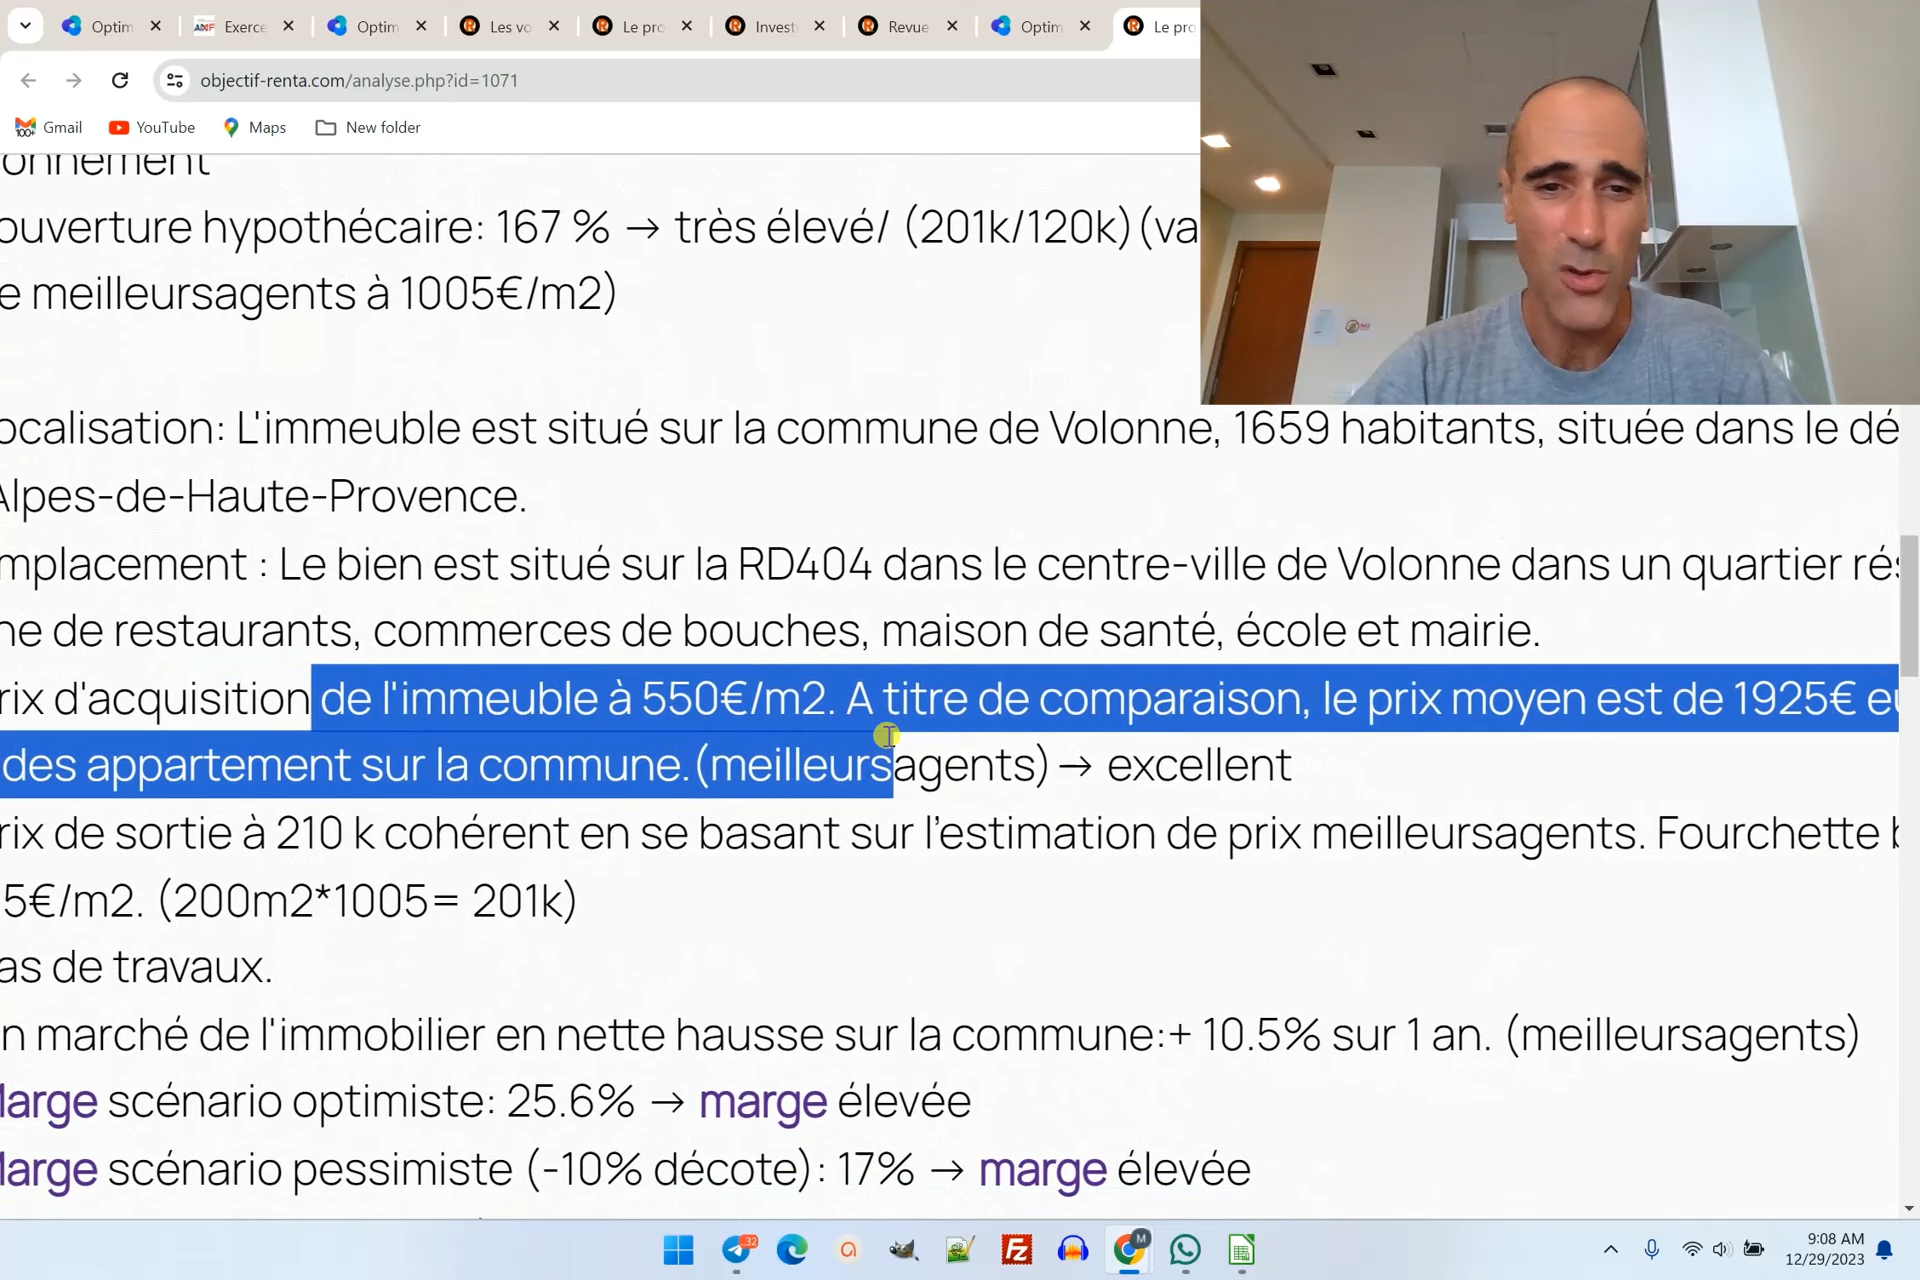 Optim
Exerce
Optim
Les vo
Le pro
Invest
Revue
Optim
Le pro
objectif-renta.com/analyse.php?id=1071
Gmail
YouTube
Maps
New folder
onnement
ouverture hypothécaire: 167 % → très élevé/ (201k/120k)(va
e meilleursagents à 1005€/m2)
NO
ocalisation: L'immeuble est situé sur la commune de Volonne, 1659 habitants, située dans le dé
Alpes-de-Haute-Provence.
mplacement : Le bien est situé sur la RD404 dans le centre-ville de Volonne dans un quartier rés
ne de restaurants, commerces de bouches, maison de santé, école et mairie.
rix d'acquisition de l'immeuble à 550€/m2. A titre de comparaison, le prix moyen est de 1925€ eu
des appartement sur la commune.(meilleursagents) → excellent
rix de sortie à 210 k cohérent en se basant sur l’estimation de prix meilleursagents. Fourchette b
5€/m2. (200m2*1005= 201k)
as de travaux.
n marché de l'immobilier en nette hausse sur la commune:+ 10.5% sur 1 an. (meilleursagents)
Marge scénario optimiste: 25.6% → marge élevée
Marge scénario pessimiste (-10% décote): 17% → marge élevée
32
M
9:08 AM
12/29/2023